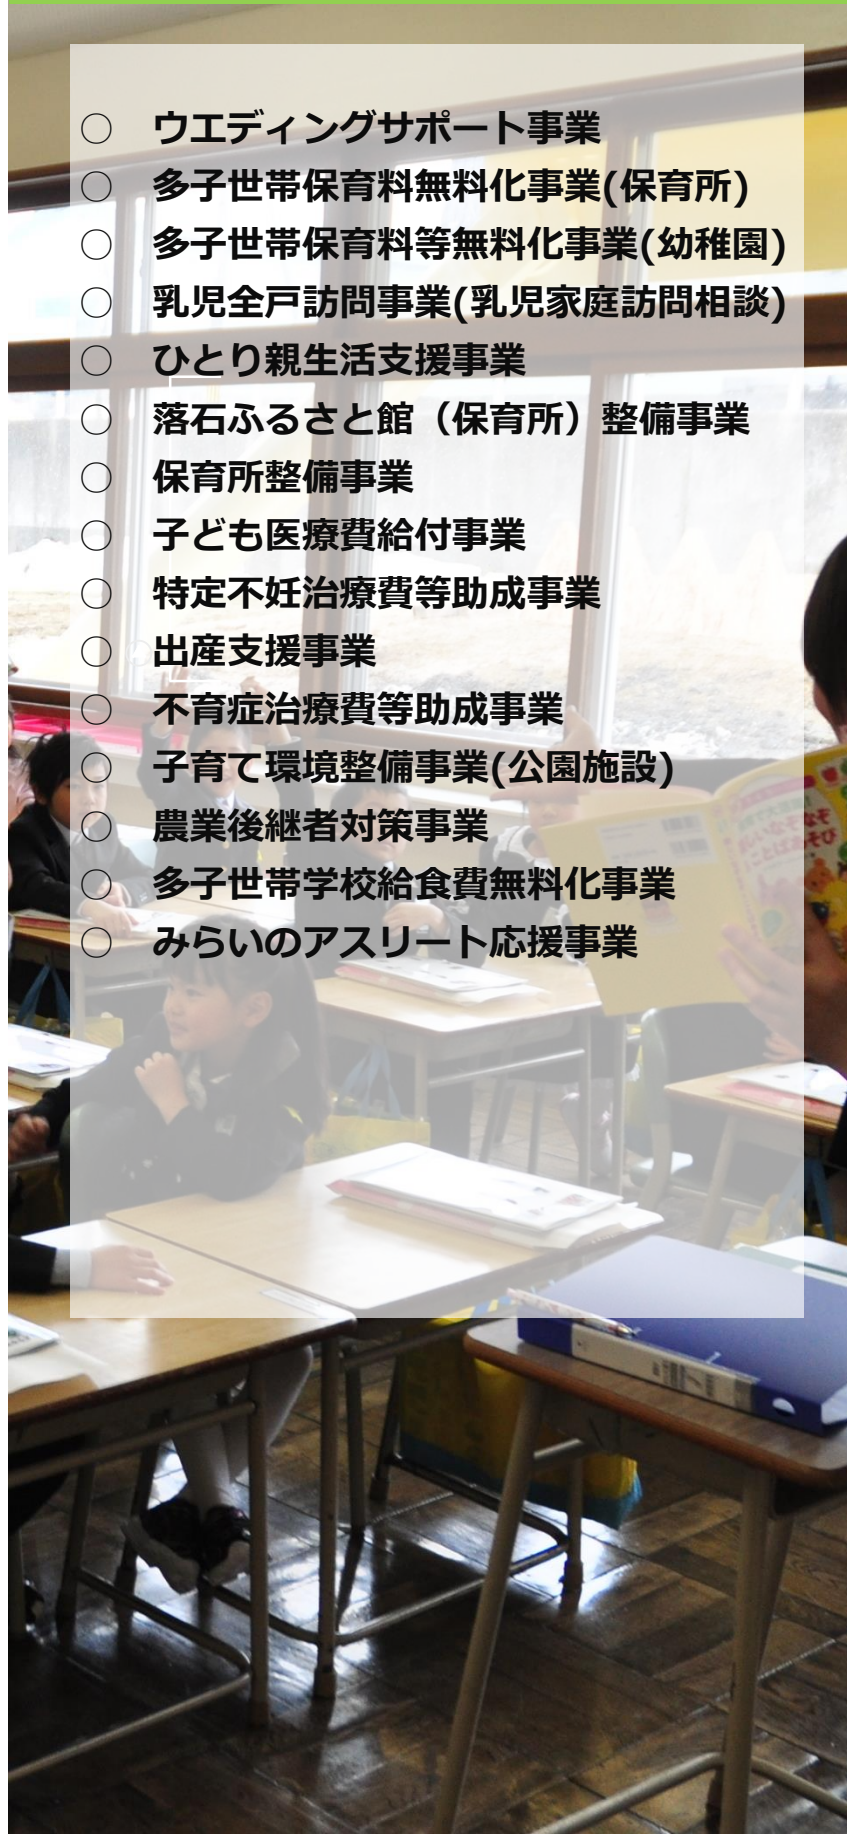 ○ ウエディングサポート事業
○ 多子世帯保育料無料化事業(保育所)
○ 多子世帯保育料等無料化事業(幼稚園)
○ 乳児全戸訪問事業(乳児家庭訪問相談)
○ ひとり親生活支援事業
○ 落石ふるさと館（保育所）整備事業
○ 保育所整備事業
○ 子ども医療費給付事業
○ 特定不妊治療費等助成事業
○ 出産支援事業
○ 不育症治療費等助成事業
○ 子育て環境整備事業(公園施設)
○ 農業後継者対策事業
○ 多子世帯学校給食費無料化事業
○ みらいのアスリート応援事業